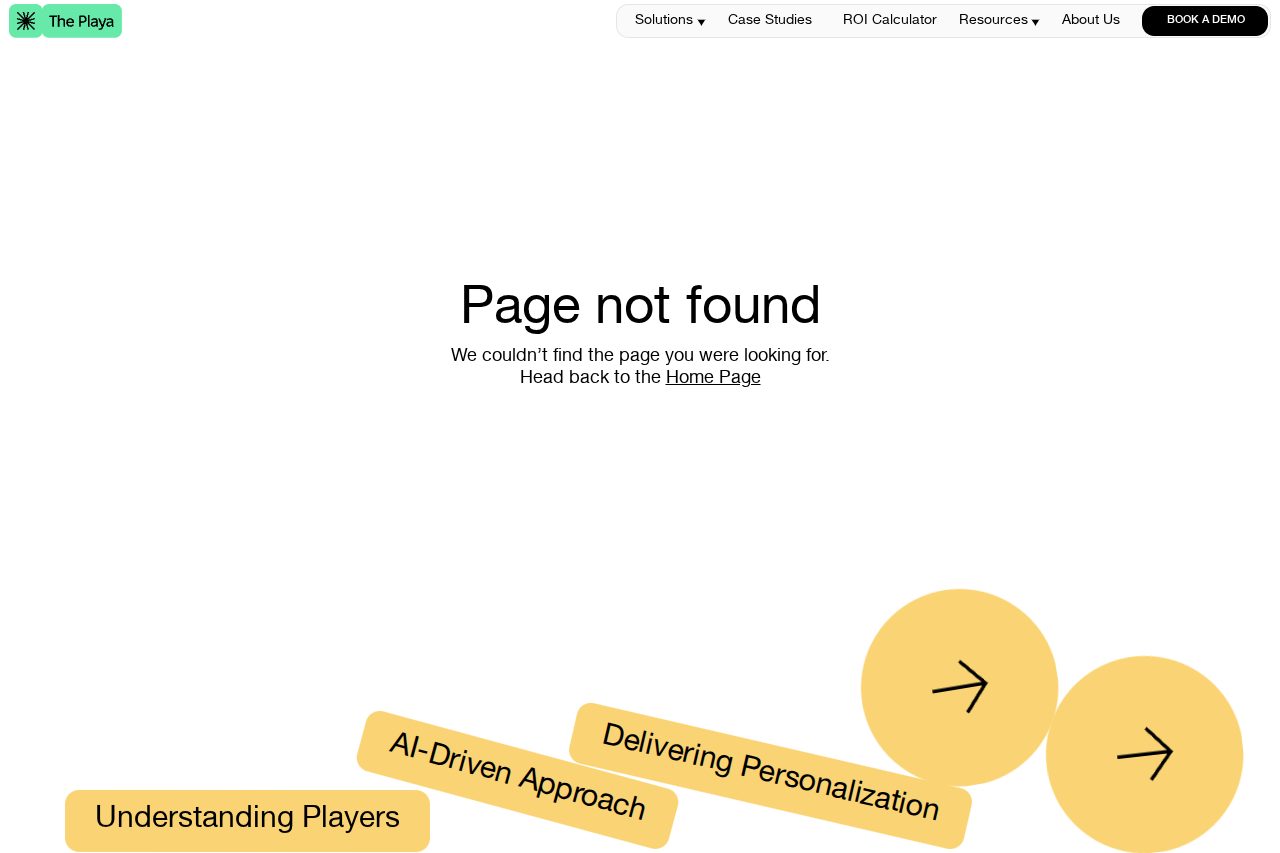 The Playa
Solutions
Case Studies
ROI Calculator
Resources
About Us
BOOK A DEMO
Page not found
We couldn’t find the page you were looking for.
Head back to the Home Page
Delivering Personalization
AI-Driven Approach
Understanding Players